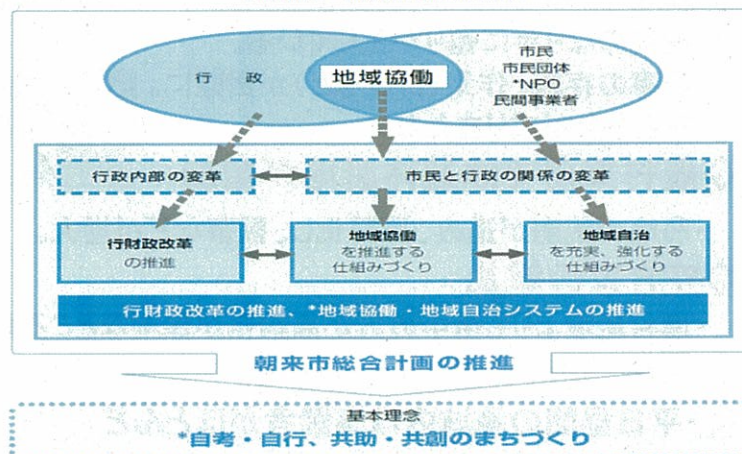 行 政
地域協働
市民
市民団体
*NPO
民間事業者
行政内部の変革
市民と行政の関係の変革
行財政改革
の推進
地域協働
を推進する
仕組みづくり
地域自治
を充実、強化する
仕組みづくり
行財政改革の推進、*地域協働・地域自治システムの推進
朝来市総合計画の推進
基本理念
*自考・自行、共助・共創のまちづくり